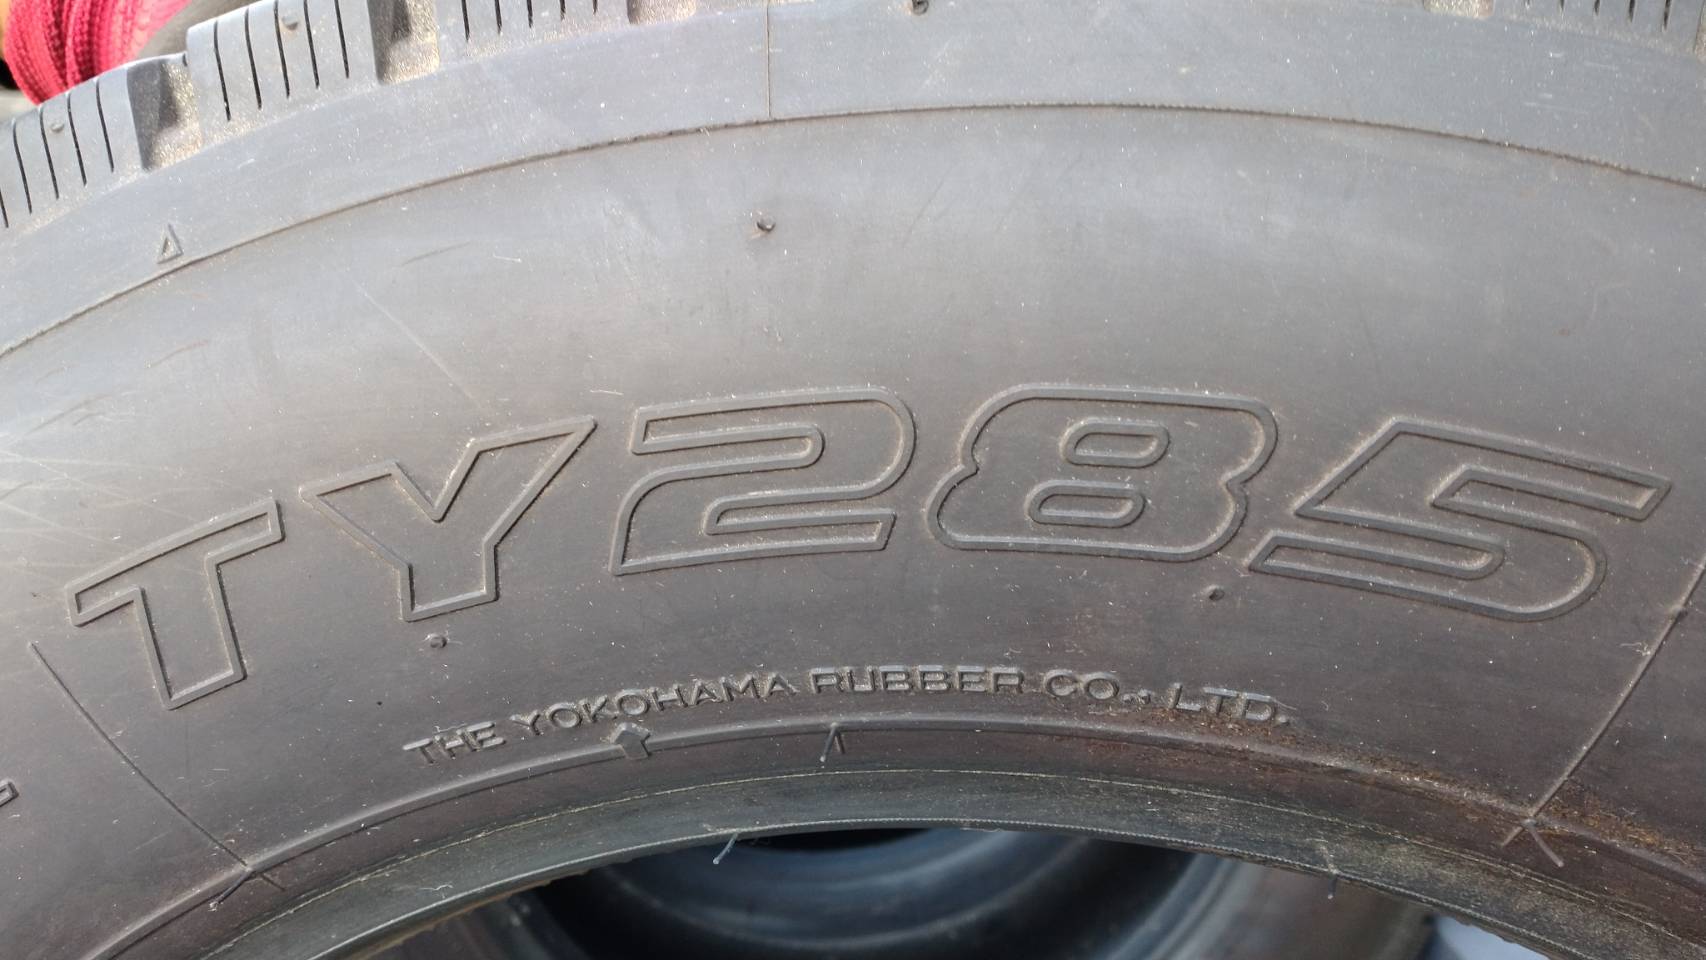 TY285
THE YOKOHAMA RUBBER CO., LTD.